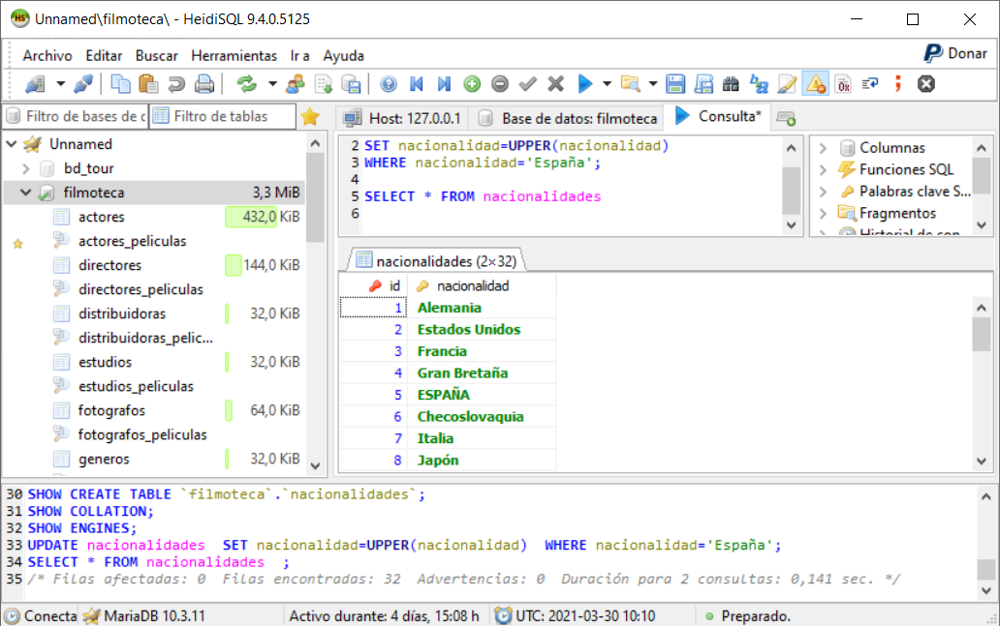 Unnamed\filmoteca\ - HeidiSQL 9.4.0.5125
Archivo Editar Buscar Herramientas Ir a Ayuda
Donar
Filtro de bases de c
Filtro de tablas
Host: 127.0.0.1
Base de datos: filmoteca
Consulta*
Unnamed
bd_tour
filmoteca 3,3 MiB
actores 432,0 KiB
actores_peliculas
directores 144,0 KiB
directores_peliculas
distribuidoras 32,0 KiB
distribuidoras_pelic...
estudios 32,0 KiB
estudios_peliculas
fotografos 64,0 KiB
fotografos_peliculas
generos 32,0 KiB
2 SET nacionalidad=UPPER(nacionalidad)
3 WHERE nacionalidad='España';
4
5 SELECT * FROM nacionalidades
6
Columnas
Funciones SQL
Palabras clave S...
Fragmentos
Historial de con
nacionalidades (2×32)
id nacionalidad
1 Alemania
2 Estados Unidos
3 Francia
4 Gran Bretaña
5 ESPAÑA
6 Checoslovaquia
7 Italia
8 Japón
30 SHOW CREATE TABLE `filmoteca`.`nacionalidades`;
31 SHOW COLLATION;
32 SHOW ENGINES;
33 UPDATE nacionalidades  SET nacionalidad=UPPER(nacionalidad)  WHERE nacionalidad='España';
34 SELECT * FROM nacionalidades  ;
35 /* Filas afectadas: 0  Filas encontradas: 32  Advertencias: 0  Duración para 2 consultas: 0,141 sec. */
Conecta
MariaDB 10.3.11
Activo durante: 4 días, 15:08 h
UTC: 2021-03-30 10:10
Preparado.